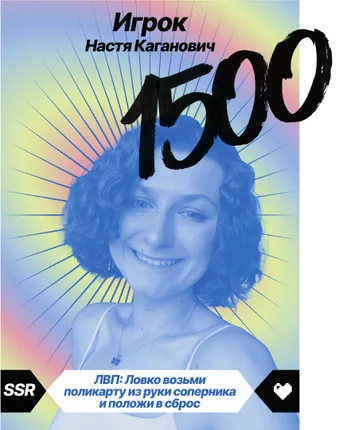 Игрок
Настя Каганович
1500
SSR
ЛВП: Ловко возьми
поликарту из руки соперника
и положи в сброс